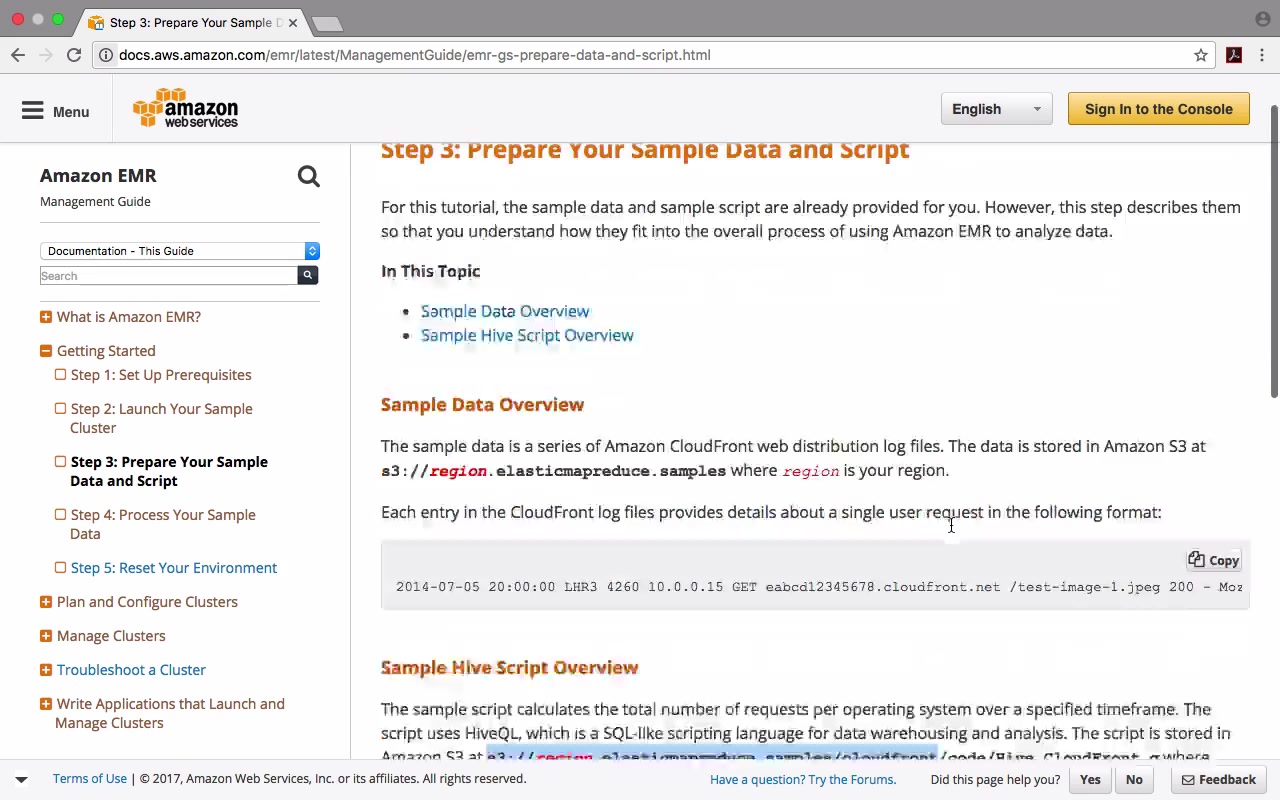 Step 3: Prepare Your Sample D
docs.aws.amazon.com/emr/latest/ManagementGuide/emr-gs-prepare-data-and-script.html
Menu
amazon
web services
English
Sign In to the Console
Amazon EMR
Management Guide
Documentation - This Guide
Search
What is Amazon EMR?
Getting Started
Step 1: Set Up Prerequisites
Step 2: Launch Your Sample
Cluster
Step 3: Prepare Your Sample
Data and Script
Step 4: Process Your Sample
Data
Step 5: Reset Your Environment
Plan and Configure Clusters
Manage Clusters
Troubleshoot a Cluster
Write Applications that Launch and
Manage Clusters
Step 3: Prepare Your Sample Data and Script
For this tutorial, the sample data and sample script are already provided for you. However, this step describes them
so that you understand how they fit into the overall process of using Amazon EMR to analyze data.
In This Topic
Sample Data Overview
Sample Hive Script Overview
Sample Data Overview
The sample data is a series of Amazon CloudFront web distribution log files. The data is stored in Amazon S3 at
s3://region.elasticmapreduce.samples where region is your region.
Each entry in the CloudFront log files provides details about a single user request in the following format:
Copy
2014-07-05 20:00:00 LHR3 4260 10.0.0.15 GET eabcd12345678.cloudfront.net /test-image-1.jpeg 200 - Moz
Sample Hive Script Overview
The sample script calculates the total number of requests per operating system over a specified timeframe. The
script uses HiveQL, which is a SQL-like scripting language for data warehousing and analysis. The script is stored in
Amazon S3 at s3://region.elasticmapreduce.samples/cloudfront/code/Hive_CloudFront.q where
Terms of Use | © 2017, Amazon Web Services, Inc. or its affiliates. All rights reserved.
Have a question? Try the Forums.
Did this page help you?
Yes
No
Feedback